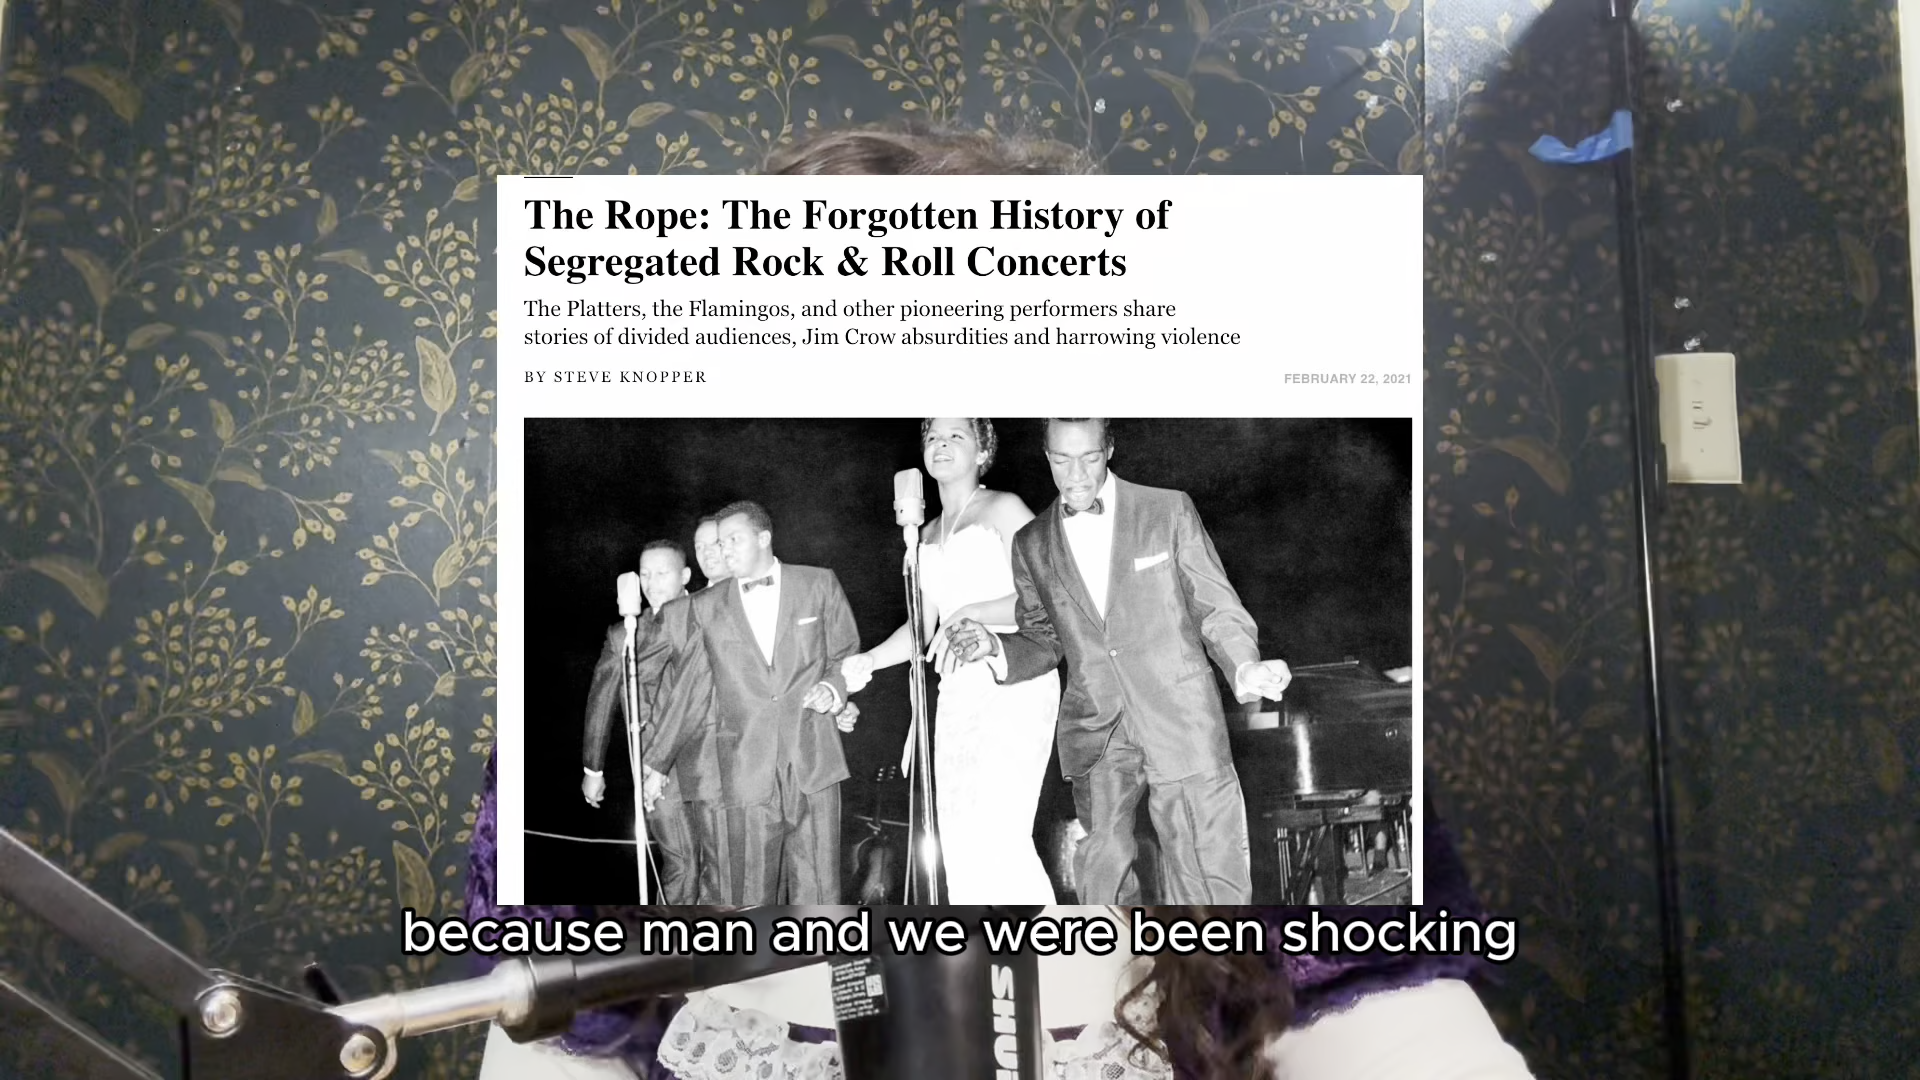 The Rope: The Forgotten History of
Segregated Rock & Roll Concerts
The Platters, the Flamingos, and other pioneering performers share
stories of divided audiences, Jim Crow absurdities and harrowing violence
BY STEVE KNOPPER
FEBRUARY 22, 2021
because man and we were been shocking